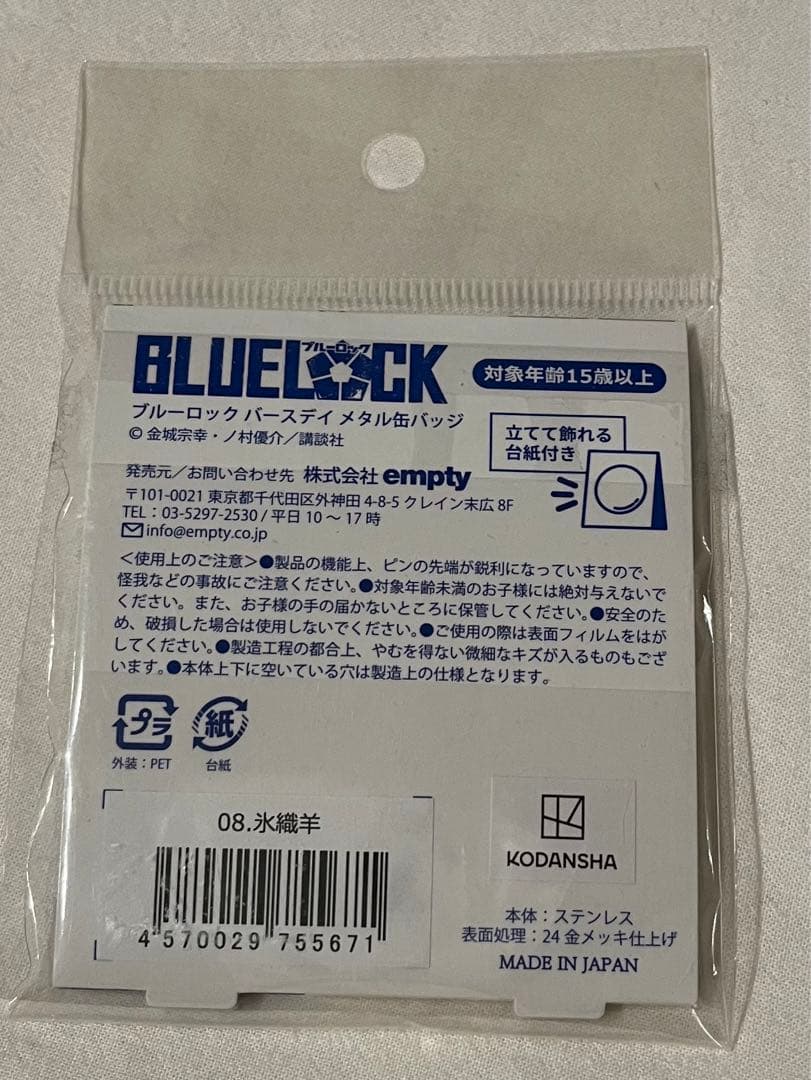 ブルーロック
BLUELOCK
対象年齢15歳以上
ブルーロック バースデイ メタル缶バッジ
© 金城宗幸・ノ村優介／講談社
立てて飾れる
台紙付き
発売元／お問い合わせ先 株式会社 empty
〒101-0021 東京都千代田区外神田 4-8-5 クレイン末広 8F
TEL：03-5297-2530 / 平日 10 〜 17 時
info@empty.co.jp
＜使用上のご注意＞●製品の機能上、ピンの先端が鋭利になっていますので、
怪我などの事故にご注意ください。●対象年齢未満のお子様には絶対与えないで
ください。また、お子様の手の届かないところに保管してください。●安全のた
め、破損した場合は使用しないでください。●ご使用の際は表面フィルムをはが
してください。●製造工程の都合上、やむを得ない微細なキズが入るものもござ
います。●本体上下に空いている穴は製造上の仕様となります。
プラ
紙
外装：PET
台紙
08.氷織羊
4 570029 755671
KODANSHA
本体：ステンレス
表面処理：24 金メッキ仕上げ
MADE IN JAPAN